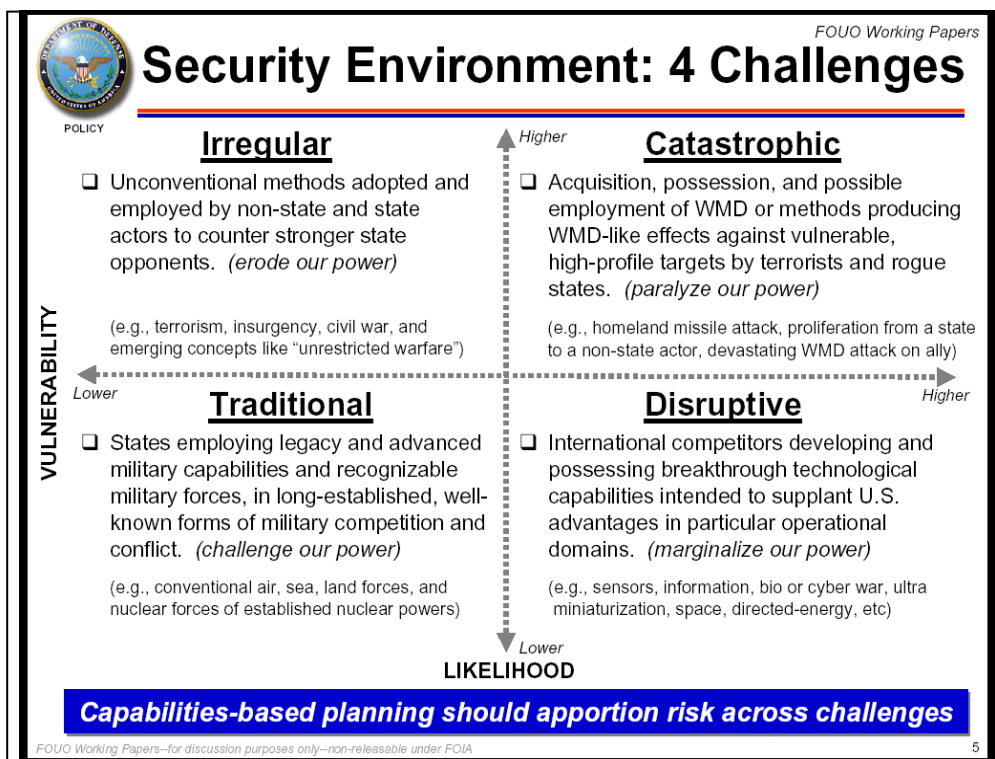 FOUO Working Papers
DEPARTMENT OF DEFENSE
UNITED STATES OF AMERICA
Security Environment: 4 Challenges
POLICY
Irregular
❑ Unconventional methods adopted and
employed by non-state and state
actors to counter stronger state
opponents. (erode our power)
(e.g., terrorism, insurgency, civil war, and
emerging concepts like “unrestricted warfare”)
Higher
Catastrophic
❑ Acquisition, possession, and possible
employment of WMD or methods producing
WMD-like effects against vulnerable,
high-profile targets by terrorists and rogue
states. (paralyze our power)
(e.g., homeland missile attack, proliferation from a state
to a non-state actor, devastating WMD attack on ally)
VULNERABILITY
Lower
Higher
Traditional
❑ States employing legacy and advanced
military capabilities and recognizable
military forces, in long-established, well-
known forms of military competition and
conflict. (challenge our power)
(e.g., conventional air, sea, land forces, and
nuclear forces of established nuclear powers)
Disruptive
❑ International competitors developing and
possessing breakthrough technological
capabilities intended to supplant U.S.
advantages in particular operational
domains. (marginalize our power)
(e.g., sensors, information, bio or cyber war, ultra
miniaturization, space, directed-energy, etc)
Lower
LIKELIHOOD
Capabilities-based planning should apportion risk across challenges
FOUO Working Papers--for discussion purposes only--non-releasable under FOIA
5